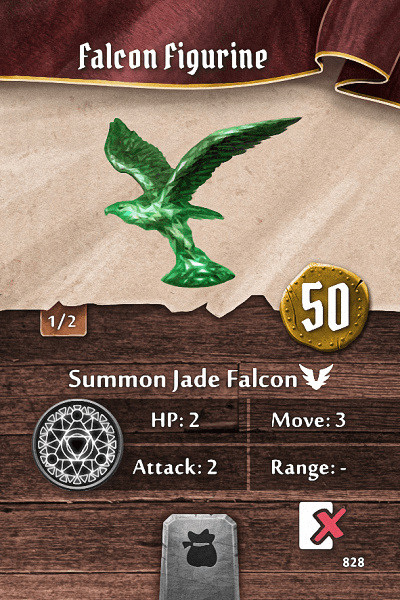 Falcon Figurine
1/2
50
Summon Jade Falcon
HP: 2
Move: 3
Attack: 2
Range: -
828